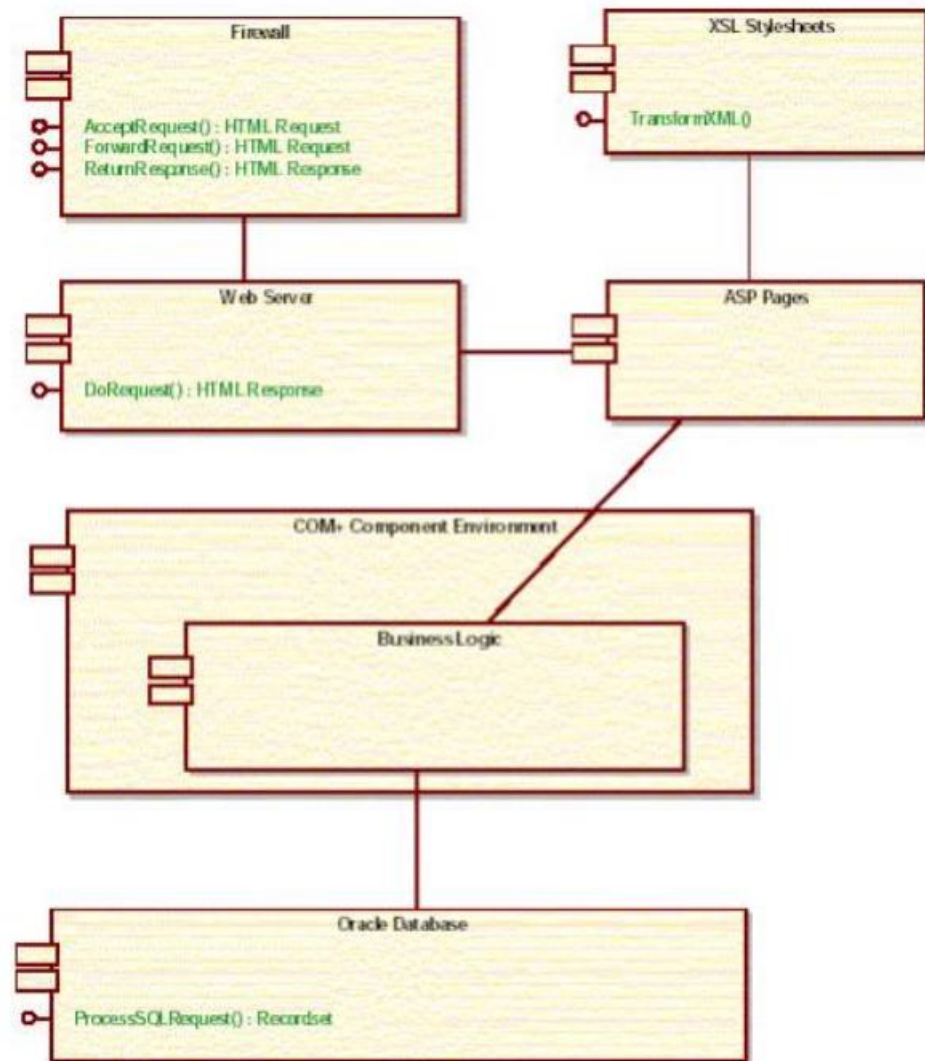 Firewall
AcceptRequest() : HTML Request
ForwardRequest() : HTML Request
ReturnResponse() : HTML Response
XSL Stylesheets
TransformXML()
Web Server
DoRequest() : HTML Response
ASP Pages
COM+ Component Environment
Business Logic
Oracle Database
ProcessSQLRequest() : Recordset